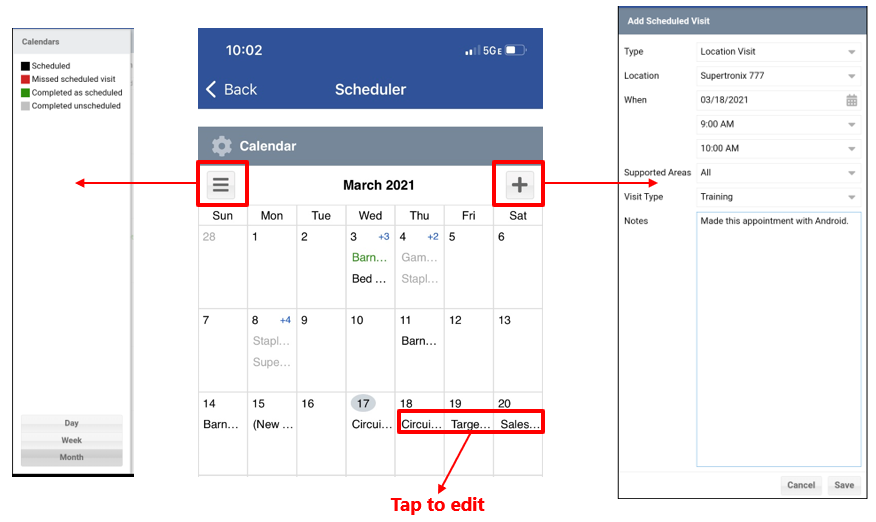 Calendars
Scheduled
Missed scheduled visit
Completed as scheduled
Completed unscheduled
Day
Week
Month
10:02
5GE
Back
Scheduler
Calendar
March 2021
Sun Mon Tue Wed Thu Fri Sat
28 1 2 3 +3 4 +2 5 6
Barn... Gam...
Bed ... Stapl...
7 8 +4 9 10 11 12 13
Stapl... Barn...
Supe...
14 15 16 17 18 19 20
Barn... (New ... Circui... Circui... Targe... Sales...
Tap to edit
Add Scheduled Visit
Type Location Visit
Location Supertronix 777
When 03/18/2021
9:00 AM
10:00 AM
Supported Areas All
Visit Type Training
Notes Made this appointment with Android.
Cancel Save